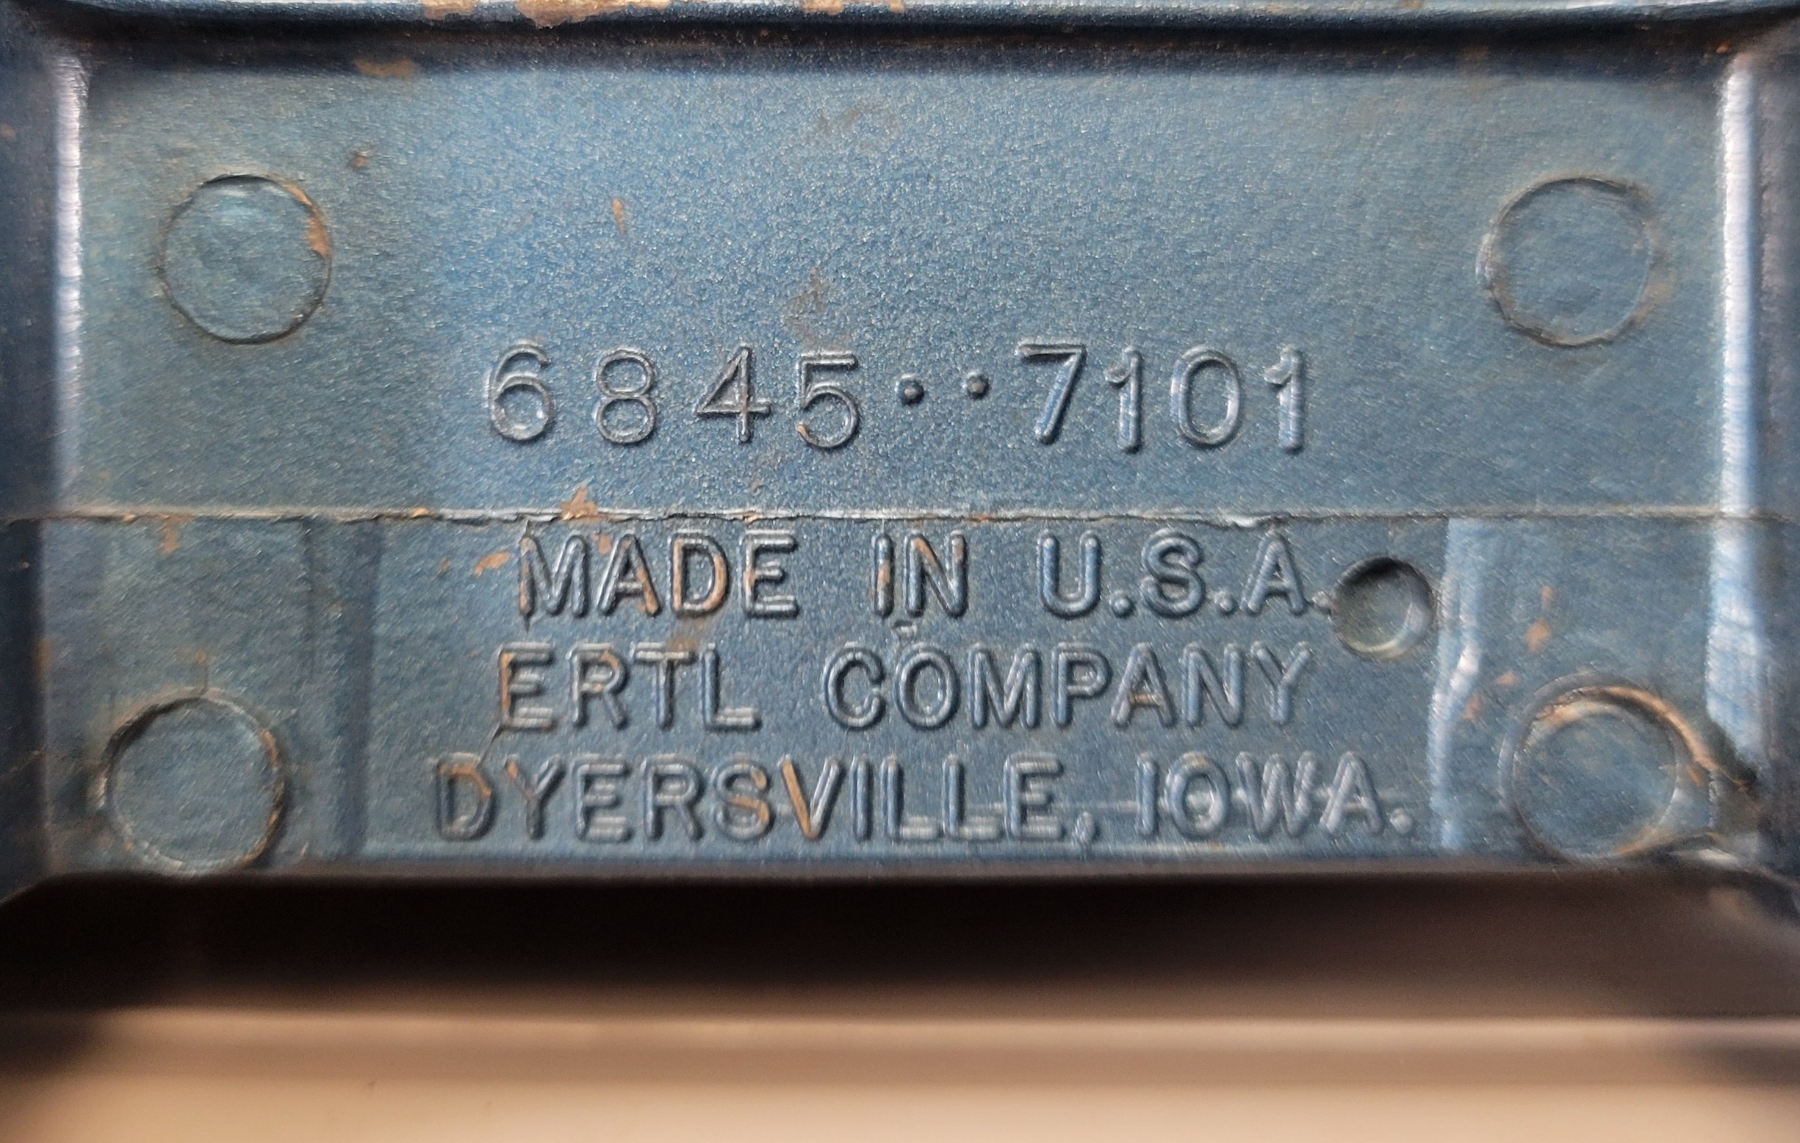 6845··7101
MADE IN U.S.A.
ERTL COMPANY
DYERSVILLE, IOWA.